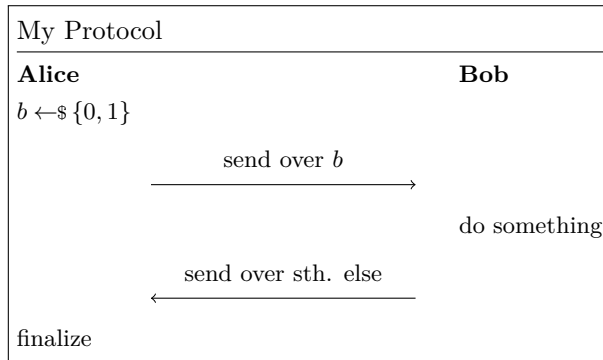 My Protocol
Alice Bob
b ←$ {0, 1}
send over b
do something
send over sth. else
finalize